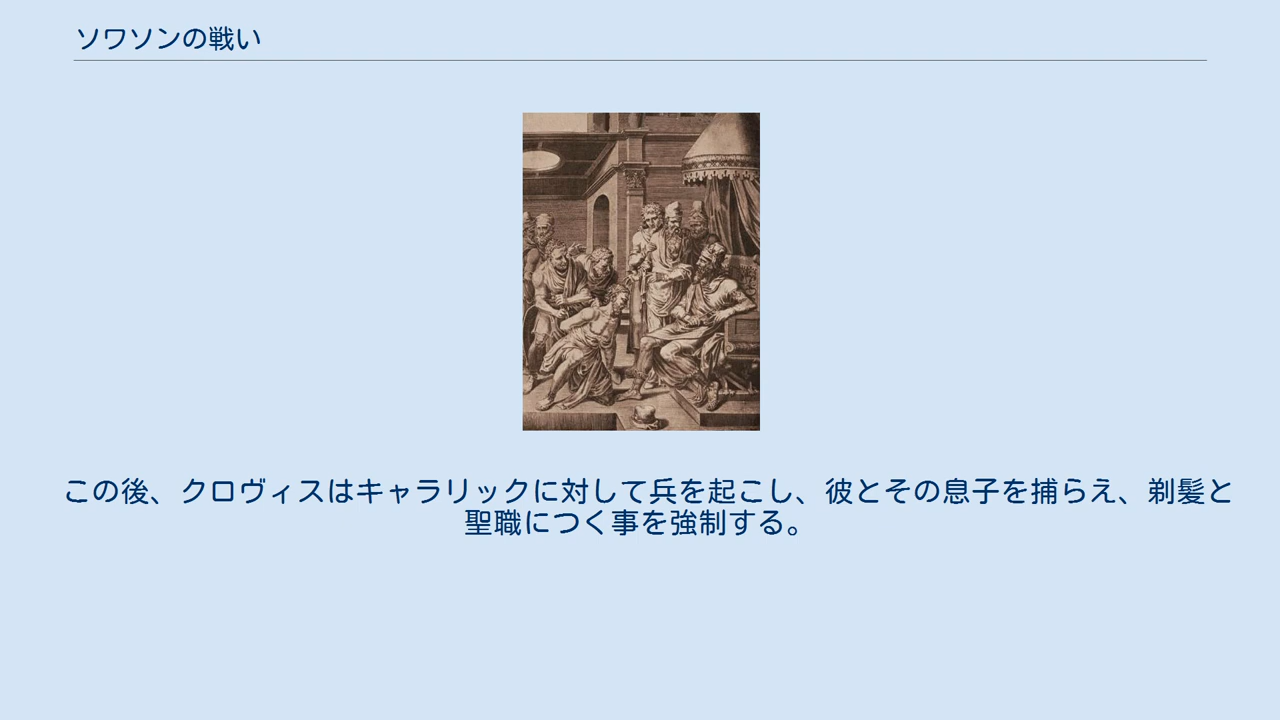 ソワソンの戦い
この後、クロヴィスはキャラリックに対して兵を起こし、彼とその息子を捕らえ、剃髪と
聖職につく事を強制する。